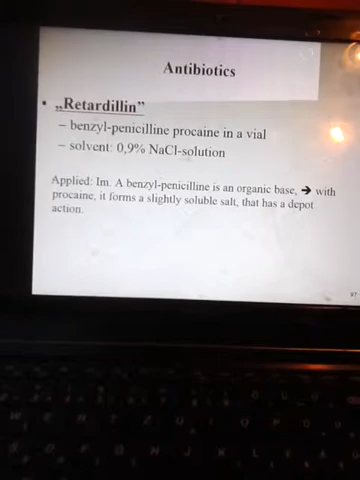 Antibiotics
• „Retardillin”
– benzyl-penicilline procaine in a vial
– solvent: 0,9% NaCl-solution
Applied: Im. A benzyl-penicilline is an organic base, ➔ with
procaine, it forms a slightly soluble salt, that has a depot
action.